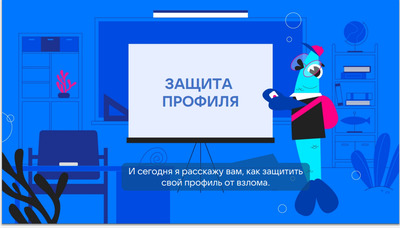 ЗАЩИТА
ПРОФИЛЯ
И сегодня я расскажу вам, как защитить
свой профиль от взлома.